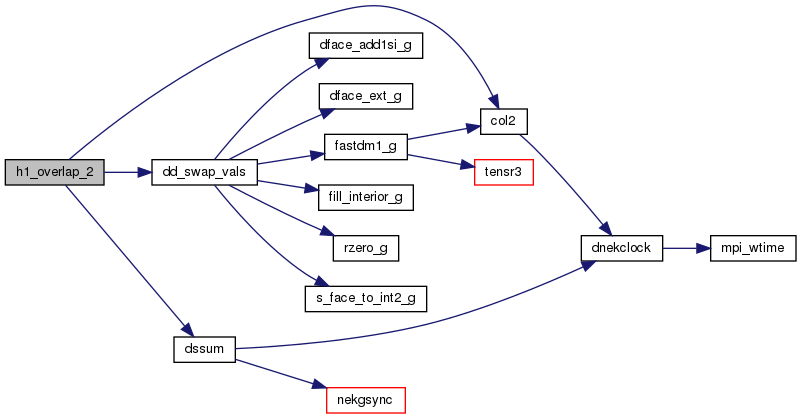 dface_add1si_g
dface_ext_g
col2
fastdm1_g
h1_overlap_2
dd_swap_vals
tensr3
fill_interior_g
rzero_g
dnekclock
mpi_wtime
s_face_to_int2_g
dssum
nekgsync